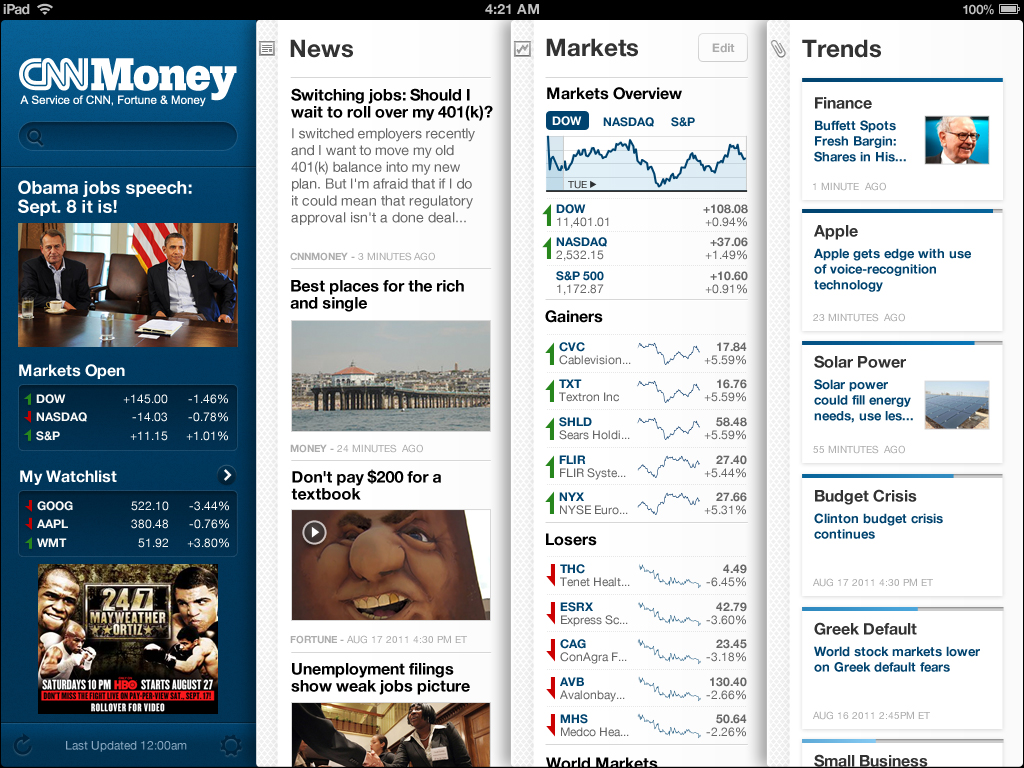 iPad
4:21 AM
100%
CNNMoney
A Service of CNN, Fortune & Money
Obama jobs speech:
Sept. 8 it is!
Markets Open
DOW +145.00 -1.46%
NASDAQ -14.03 -0.78%
S&P +11.15 +1.01%
My Watchlist
GOOG 522.10 -3.44%
AAPL 380.48 -0.76%
WMT 51.92 +3.80%
24/7
MAYWEATHER
ORTIZ
SATURDAYS 10 PM HBO STARTS AUGUST 27
DON'T MISS THE FIGHT LIVE ON PAY-PER-VIEW SAT., SEPT. 17!
ROLLOVER FOR VIDEO
Last Updated 12:00am
News
Switching jobs: Should I
wait to roll over my 401(k)?
I switched employers recently
and I want to move my old
401(k) balance into my new
plan. But I'm afraid that if I do
it could mean that regulatory
approval isn't a done deal...
CNNMONEY - 3 MINUTES AGO
Best places for the rich
and single
MONEY - 24 MINUTES AGO
Don't pay $200 for a
textbook
FORTUNE - AUG 17 2011 4:30 PM ET
Unemployment filings
show weak jobs picture
Markets
Edit
Markets Overview
DOW NASDAQ S&P
TUE
DOW +108.08
11,401.01 +0.94%
NASDAQ +37.06
2,532.15 +1.49%
S&P 500 +10.60
1,172.87 +0.91%
Gainers
CVC 17.84
Cablevision... +5.59%
TXT 16.76
Textron Inc +5.59%
SHLD 58.48
Sears Holdi... +5.59%
FLIR 27.40
FLIR Syste... +5.44%
NYX 27.66
NYSE Euro... +5.31%
Losers
THC 4.49
Tenet Healt... -6.45%
ESRX 42.79
Express Sc... -3.60%
CAG 23.45
ConAgra F... -3.18%
AVB 130.40
Avalonbay... -2.66%
MHS 50.64
Medco Hea... -2.26%
World Markets
Trends
Finance
Buffett Spots
Fresh Bargin:
Shares in His...
1 MINUTE AGO
Apple
Apple gets edge with use
of voice-recognition
technology
23 MINTUTES AGO
Solar Power
Solar power
could fill energy
needs, use les...
55 MINTUTES AGO
Budget Crisis
Clinton budget crisis
continues
AUG 17 2011 4:30 PM ET
Greek Default
World stock markets lower
on Greek default fears
AUG 16 2011 2:45PM ET
Small Business